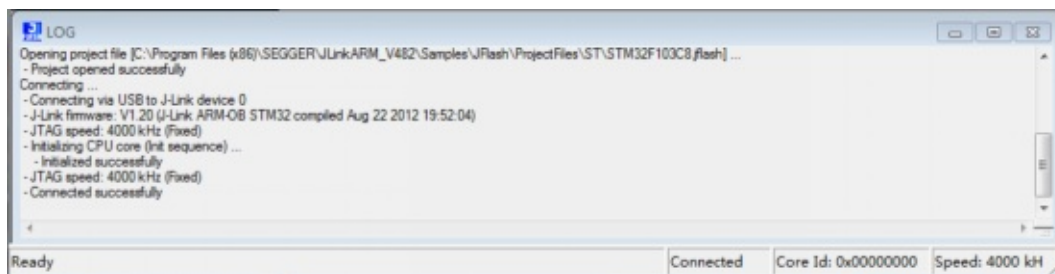 LOG
Opening project file [C:\Program Files (x86)\SEGGER\JLinkARM_V482\Samples\JFlash\ProjectFiles\ST\STM32F103C8.jflash] ...
- Project opened successfully
Connecting ...
- Connecting via USB to J-Link device 0
- J-Link firmware: V1.20 (J-Link ARM-OB STM32 compiled Aug 22 2012 19:52:04)
- JTAG speed: 4000 kHz (Fixed)
- Initializing CPU core (Init sequence) ...
- Initialized successfully
- JTAG speed: 4000 kHz (Fixed)
- Connected successfully
Ready Connected Core Id: 0x00000000 Speed: 4000 kH